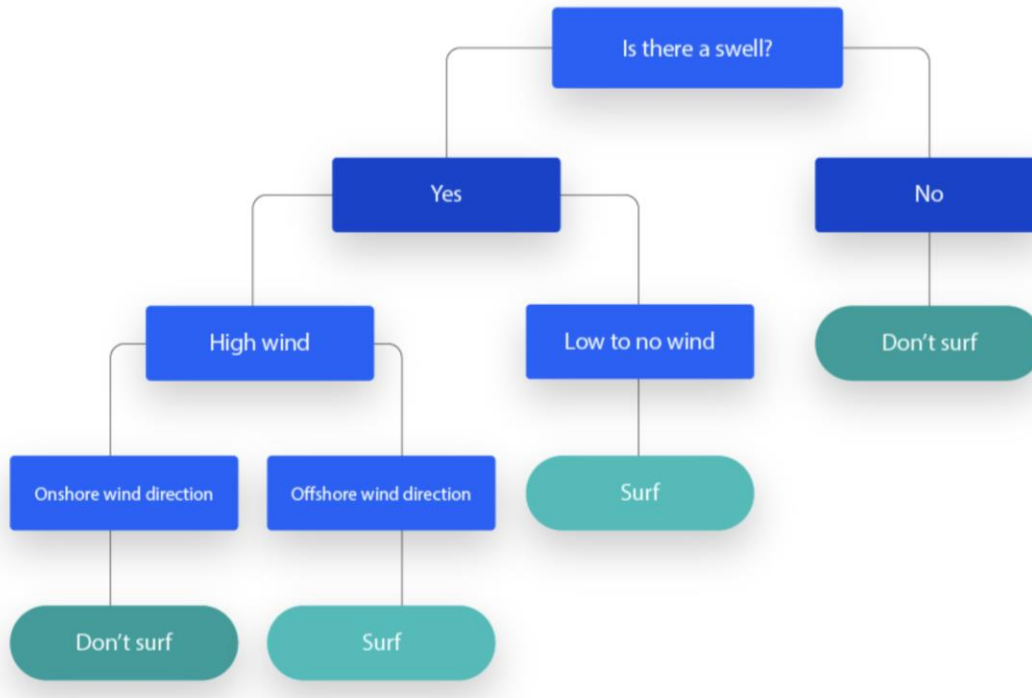 Is there a swell?
Yes
No
High wind
Low to no wind
Don't surf
Onshore wind direction
Offshore wind direction
Surf
Don't surf
Surf